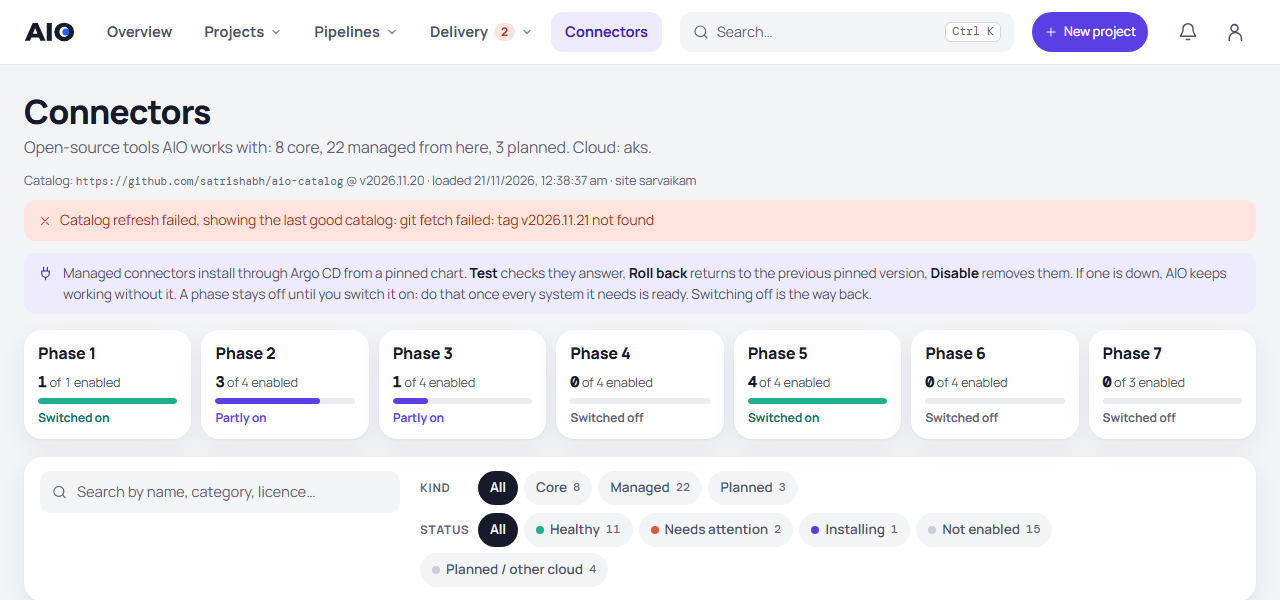 AIO
Overview
Projects
Pipelines
Delivery 2
Connectors
Search...
Ctrl K
New project
Connectors
Open-source tools AIO works with: 8 core, 22 managed from here, 3 planned. Cloud: aks.
Catalog: https://github.com/satrishabh/aio-catalog @ v2026.11.20 · loaded 21/11/2026, 12:38:37 am · site sarvaikam
Catalog refresh failed, showing the last good catalog: git fetch failed: tag v2026.11.21 not found
Managed connectors install through Argo CD from a pinned chart. Test checks they answer, Roll back returns to the previous pinned version, Disable removes them. If one is down, AIO keeps
working without it. A phase stays off until you switch it on: do that once every system it needs is ready. Switching off is the way back.
Phase 1
1 of 1 enabled
Switched on
Phase 2
3 of 4 enabled
Partly on
Phase 3
1 of 4 enabled
Partly on
Phase 4
0 of 4 enabled
Switched off
Phase 5
4 of 4 enabled
Switched on
Phase 6
0 of 4 enabled
Switched off
Phase 7
0 of 3 enabled
Switched off
Search by name, category, licence...
KIND All Core 8 Managed 22 Planned 3
STATUS All Healthy 11 Needs attention 2 Installing 1 Not enabled 15
Planned / other cloud 4